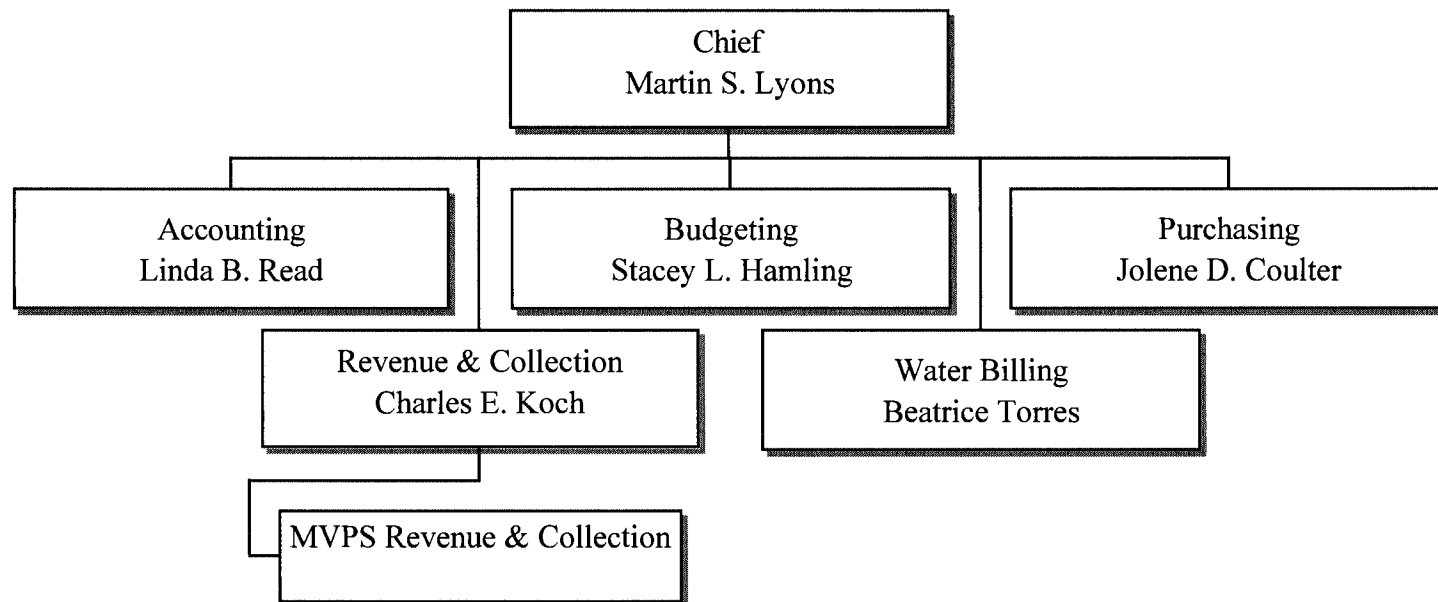 Chief
Martin S. Lyons
Accounting
Linda B. Read
Budgeting
Stacey L. Hamling
Purchasing
Jolene D. Coulter
Revenue & Collection
Charles E. Koch
Water Billing
Beatrice Torres
MVPS Revenue & Collection